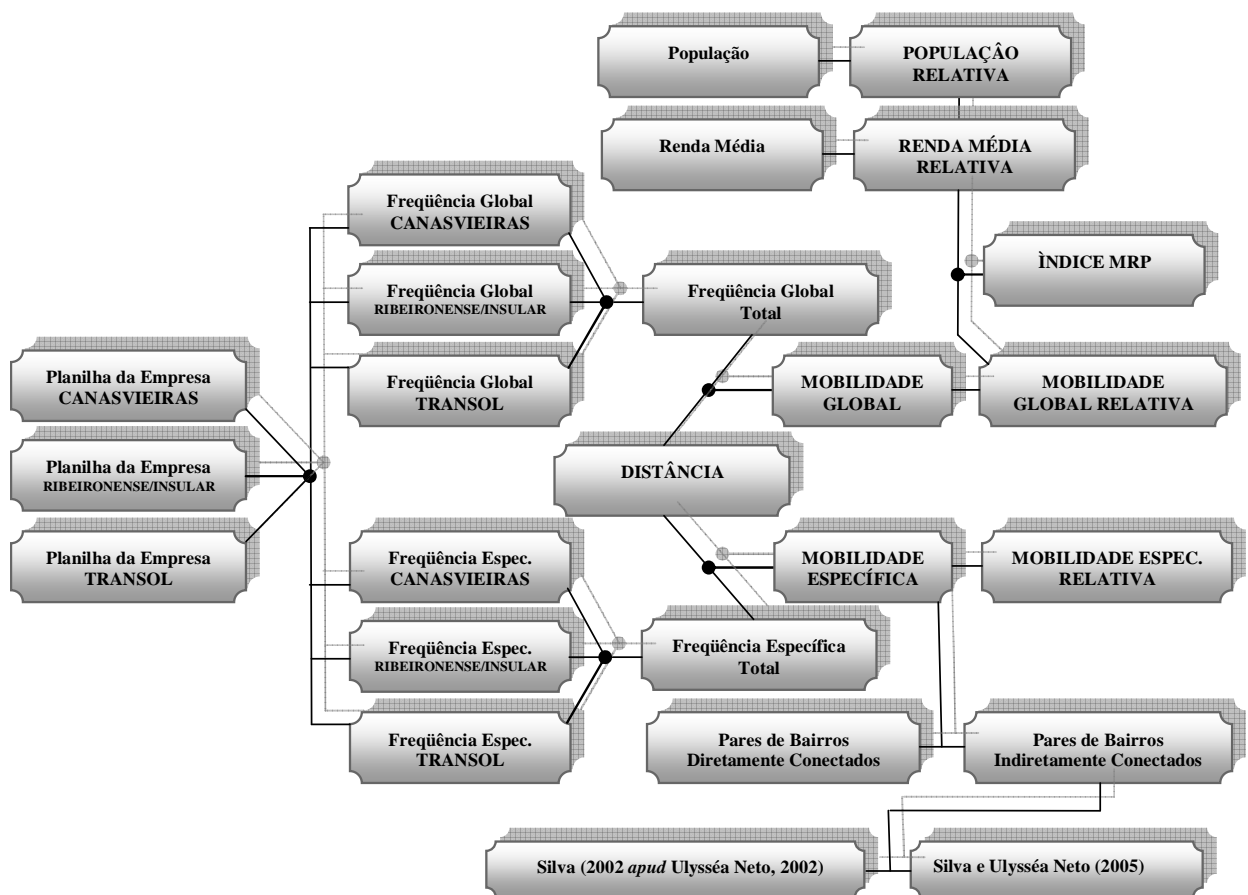 População
POPULAÇÂO
RELATIVA
Renda Média
RENDA MÉDIA
RELATIVA
Freqüência Global
CANASVIEIRAS
ÌNDICE MRP
Freqüência Global
RIBEIRONENSE/INSULAR
Freqüência Global
Total
Planilha da Empresa
CANASVIEIRAS
Freqüência Global
TRANSOL
MOBILIDADE
GLOBAL
MOBILIDADE
GLOBAL RELATIVA
Planilha da Empresa
RIBEIRONENSE/INSULAR
DISTÂNCIA
Planilha da Empresa
TRANSOL
Freqüência Espec.
CANASVIEIRAS
MOBILIDADE
ESPECÍFICA
MOBILIDADE ESPEC.
RELATIVA
Freqüência Espec.
RIBEIRONENSE/INSULAR
Freqüência Específica
Total
Freqüência Espec.
TRANSOL
Pares de Bairros
Diretamente Conectados
Pares de Bairros
Indiretamente Conectados
Silva (2002 apud Ulysséa Neto, 2002)
Silva e Ulysséa Neto (2005)